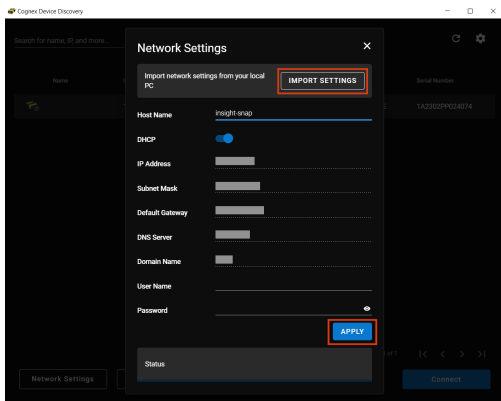 Cognex Device Discovery
Search for name, IP, and more...
Network Settings
Import network settings from your local PC
IMPORT SETTINGS
Name
Serial Number
1A2302PP024074
Host Name
insight-snap
DHCP
IP Address
Subnet Mask
Default Gateway
DNS Server
Domain Name
User Name
Password
APPLY
Status
of 1
Network Settings
Connect